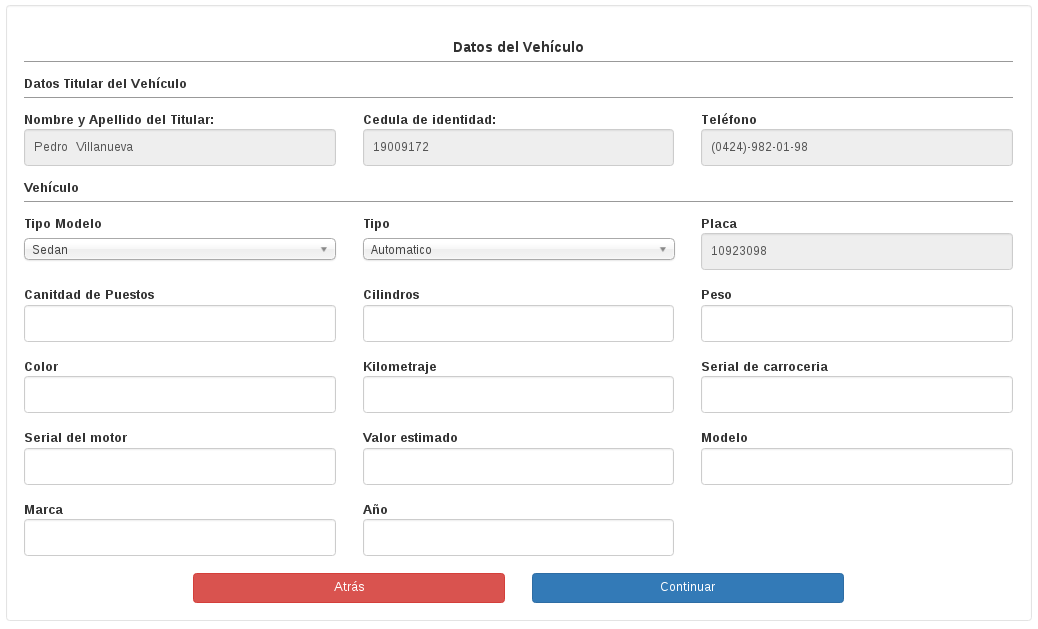 Datos del Vehículo
Datos Titular del Vehículo
Nombre y Apellido del Titular: Cedula de identidad: Teléfono
Pedro Villanueva 19009172 (0424)-982-01-98
Vehículo
Tipo Modelo Tipo Placa
Sedan Automatico 10923098
Canitdad de Puestos Cilindros Peso
Color Kilometraje Serial de carroceria
Serial del motor Valor estimado Modelo
Marca Año
Atrás Continuar